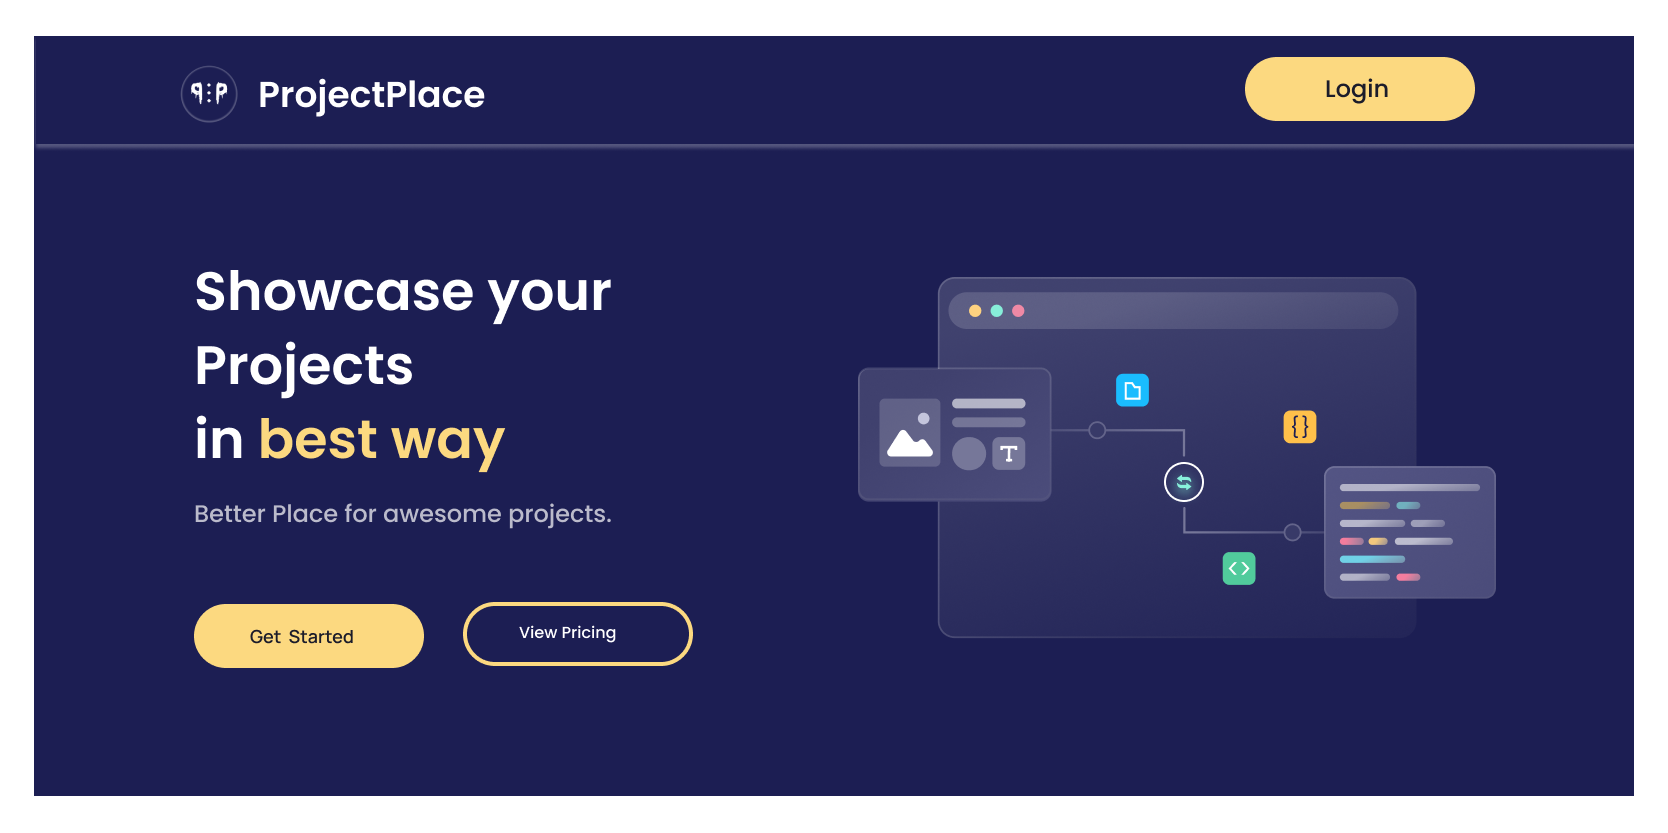 ProjectPlace
Login
Showcase your
Projects
in best way
Better Place for awesome projects.
Get Started
View Pricing
T